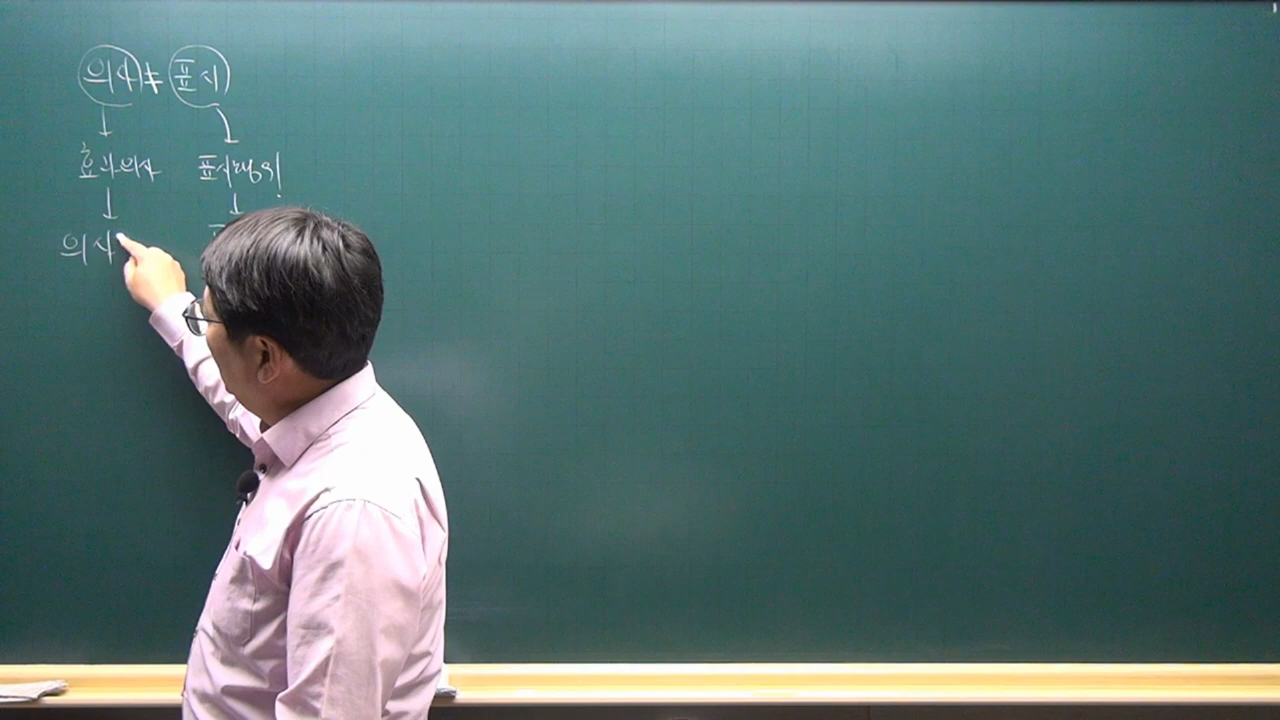 의사 ≠ 표시
↓ ↓
효과의사 표시행위
↓ ↓
의사